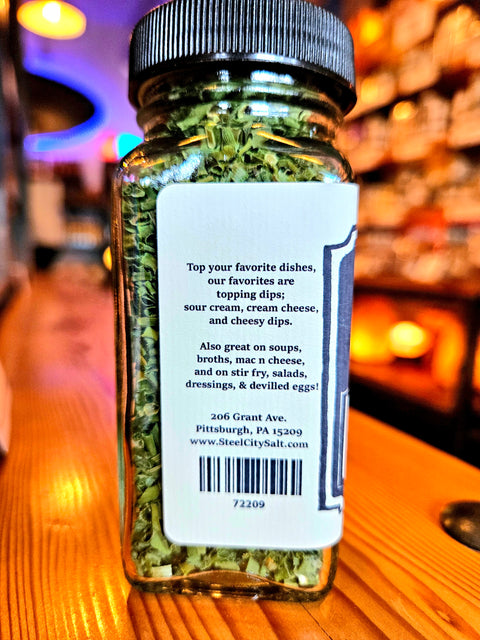 Top your favorite dishes,
our favorites are
topping dips;
sour cream, cream cheese,
and cheesy dips.
Also great on soups,
broths, mac n cheese,
and on stir fry, salads,
dressings, & devilled eggs!
206 Grant Ave.
Pittsburgh, PA 15209
www.SteelCitySalt.com
72209